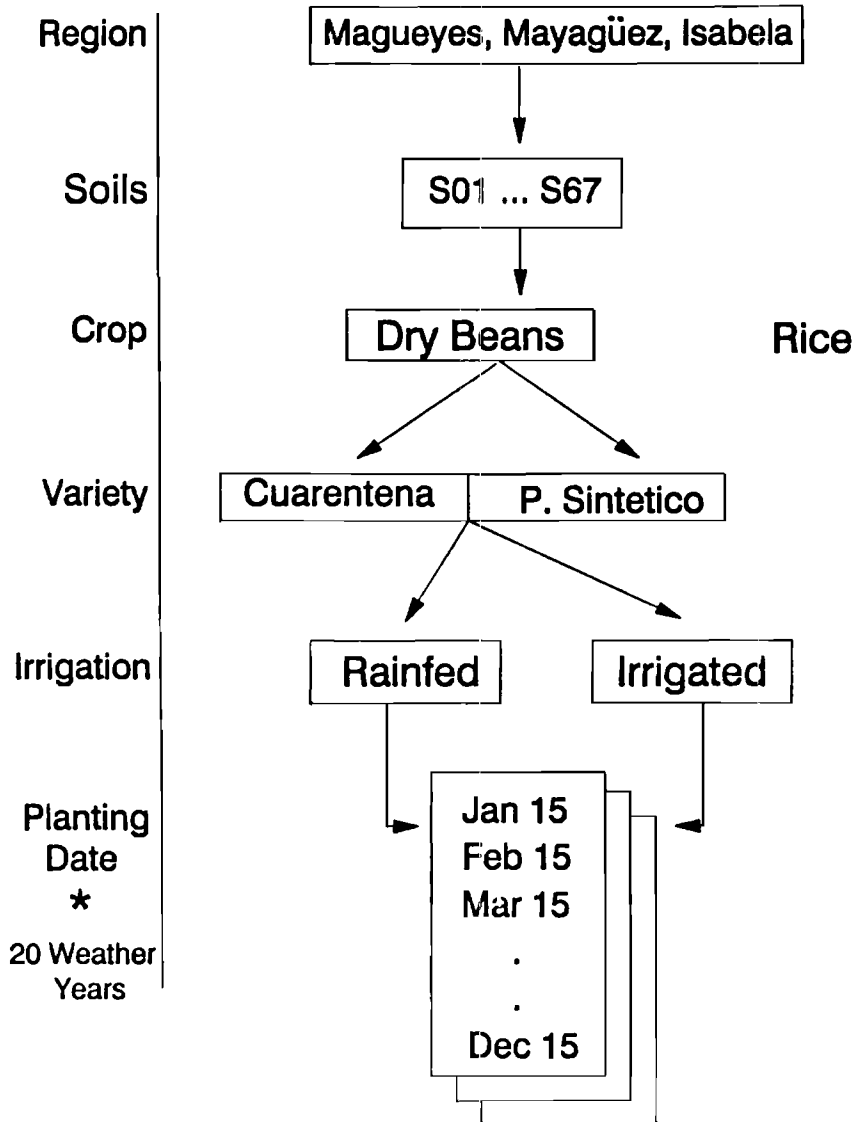 Region
Magueyes, Mayagüez, Isabela
Soils
S01 ... S67
Crop
Dry Beans
Rice
Variety
Cuarentena
P. Sintetico
Irrigation
Rainfed
Irrigated
Planting
Date
*
20 Weather
Years
Jan 15
Feb 15
Mar 15
.
.
Dec 15